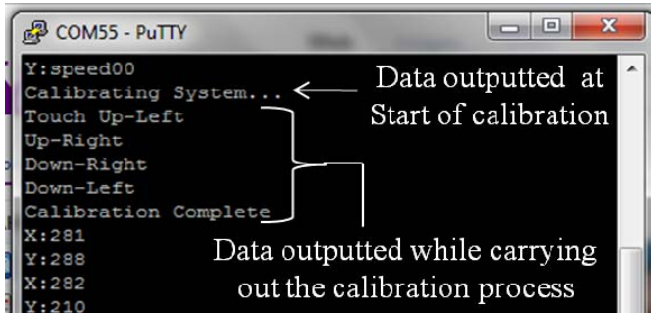 COM55 - PuTTY
Y:speed00
Calibrating System...
Data outputted at
Start of calibration
Touch Up-Left
Up-Right
Down-Right
Down-Left
Calibration Complete
Data outputted while carrying
out the calibration process
X:281
Y:288
X:282
Y:210